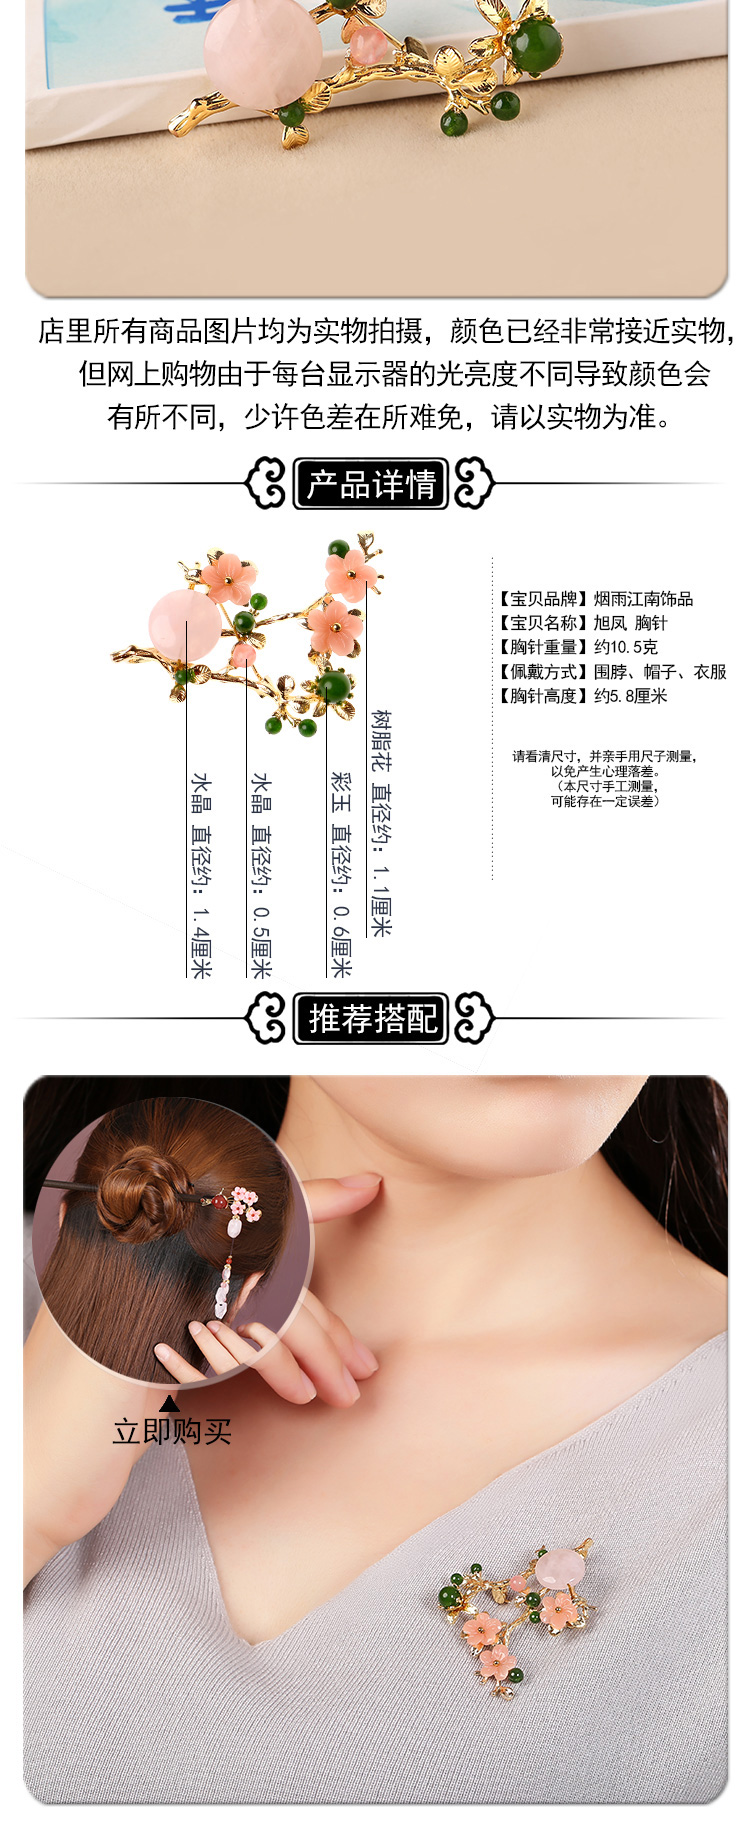 店里所有商品图片均为实物拍摄，颜色已经非常接近实物，
但网上购物由于每台显示器的光亮度不同导致颜色会
有所不同，少许色差在所难免，请以实物为准。
产品详情
【宝贝品牌】烟雨江南饰品
【宝贝名称】旭凤 胸针
【胸针重量】约10.5克
【佩戴方式】围脖、帽子、衣服
【胸针高度】约5.8厘米
请看清尺寸，并亲手用尺子测量，
以免产生心理落差。
（本尺寸手工测量，
可能存在一定误差）
水晶 直径约：1.4厘米
水晶 直径约：0.5厘米
彩玉 直径约：0.6厘米
树脂花 直径约：1.1厘米
推荐搭配
立即购买